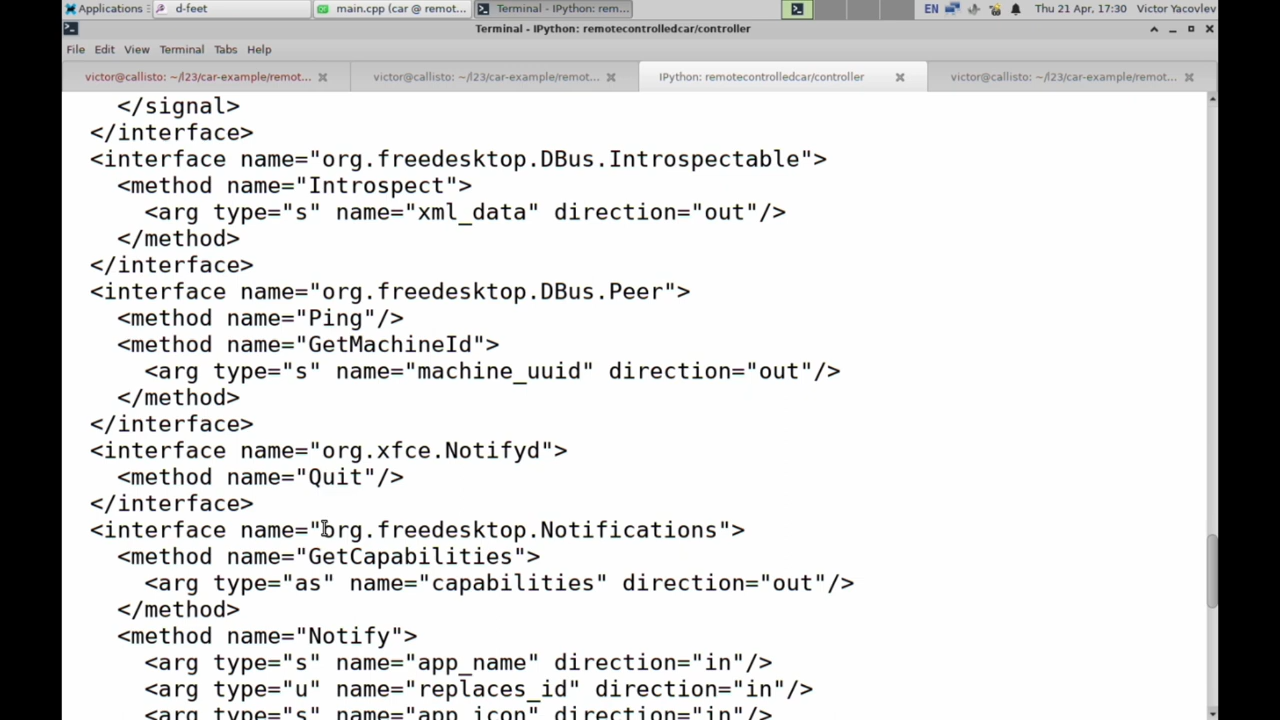 Applications
d-feet
main.cpp (car @ remot...
Terminal - IPython: rem...
EN
Thu 21 Apr, 17:30
Victor Yacovlev
Terminal - IPython: remotecontrolledcar/controller
File Edit View Terminal Tabs Help
victor@callisto: ~/l23/car-example/remot...
victor@callisto: ~/l23/car-example/remot...
IPython: remotecontrolledcar/controller
victor@callisto: ~/l23/car-example/remot...
</signal>
</interface>
<interface name="org.freedesktop.DBus.Introspectable">
<method name="Introspect">
<arg type="s" name="xml_data" direction="out"/>
</method>
</interface>
<interface name="org.freedesktop.DBus.Peer">
<method name="Ping"/>
<method name="GetMachineId">
<arg type="s" name="machine_uuid" direction="out"/>
</method>
</interface>
<interface name="org.xfce.Notifyd">
<method name="Quit"/>
</interface>
<interface name="org.freedesktop.Notifications">
<method name="GetCapabilities">
<arg type="as" name="capabilities" direction="out"/>
</method>
<method name="Notify">
<arg type="s" name="app_name" direction="in"/>
<arg type="u" name="replaces_id" direction="in"/>
<arg type="s" name="app_icon" direction="in"/>